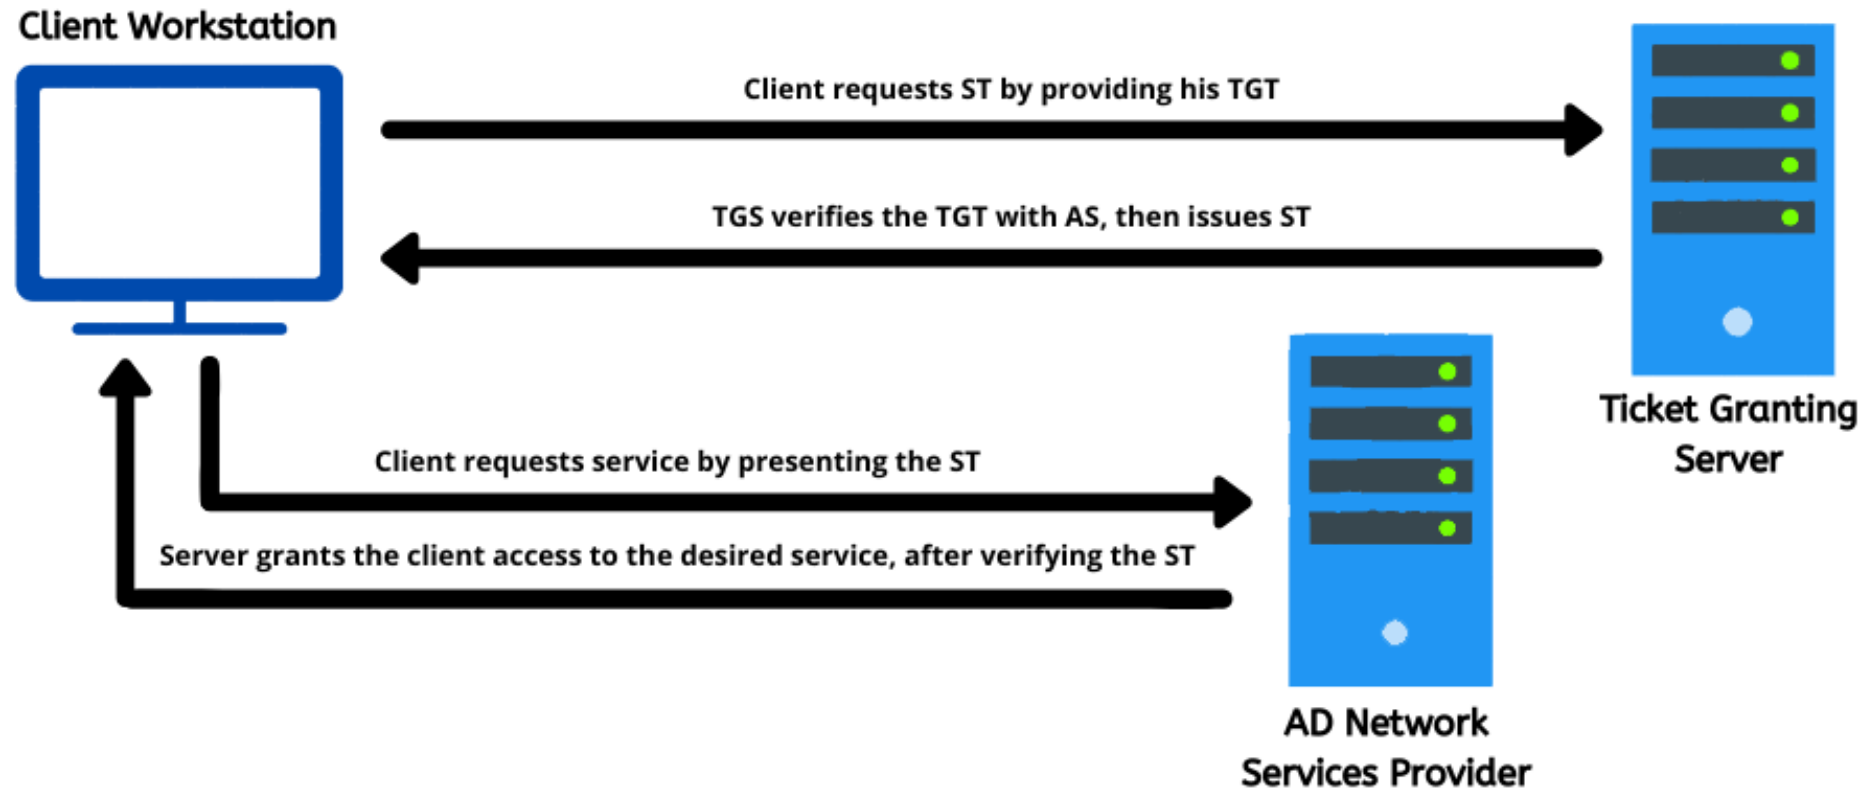 Client Workstation
Client requests ST by providing his TGT
TGS verifies the TGT with AS, then issues ST
Ticket Granting
Server
Client requests service by presenting the ST
Server grants the client access to the desired service, after verifying the ST
AD Network
Services Provider